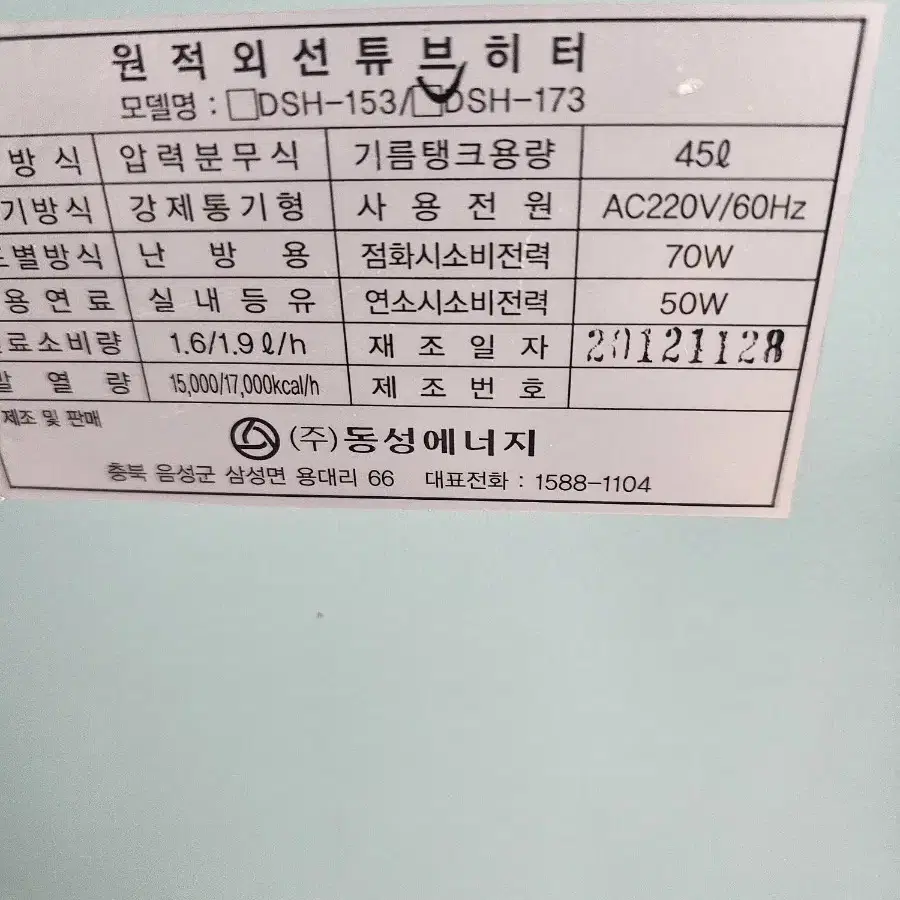 원적외선튜브히터
모델명 : □DSH-153/□DSH-173
방식 압력분무식 기름탱크용량 45ℓ
기방식 강제통기형 사용전원 AC220V/60Hz
별방식 난방용 점화시소비전력 70W
용연료 실내등유 연소시소비전력 50W
료소비량 1.6/1.9ℓ/h 재조일자 20121128
열량 15,000/17,000kcal/h 제조번호
제조 및 판매
(주)동성에너지
충북 음성군 삼성면 용대리 66 대표전화 : 1588-1104